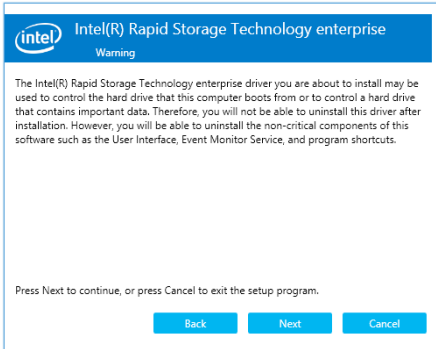 intel
Intel(R) Rapid Storage Technology enterprise
Warning
The Intel(R) Rapid Storage Technology enterprise driver you are about to install may be
used to control the hard drive that this computer boots from or to control a hard drive
that contains important data. Therefore, you will not be able to uninstall this driver after
installation. However, you will be able to uninstall the non-critical components of this
software such as the User Interface, Event Monitor Service, and program shortcuts.
Press Next to continue, or press Cancel to exit the setup program.
Back Next Cancel